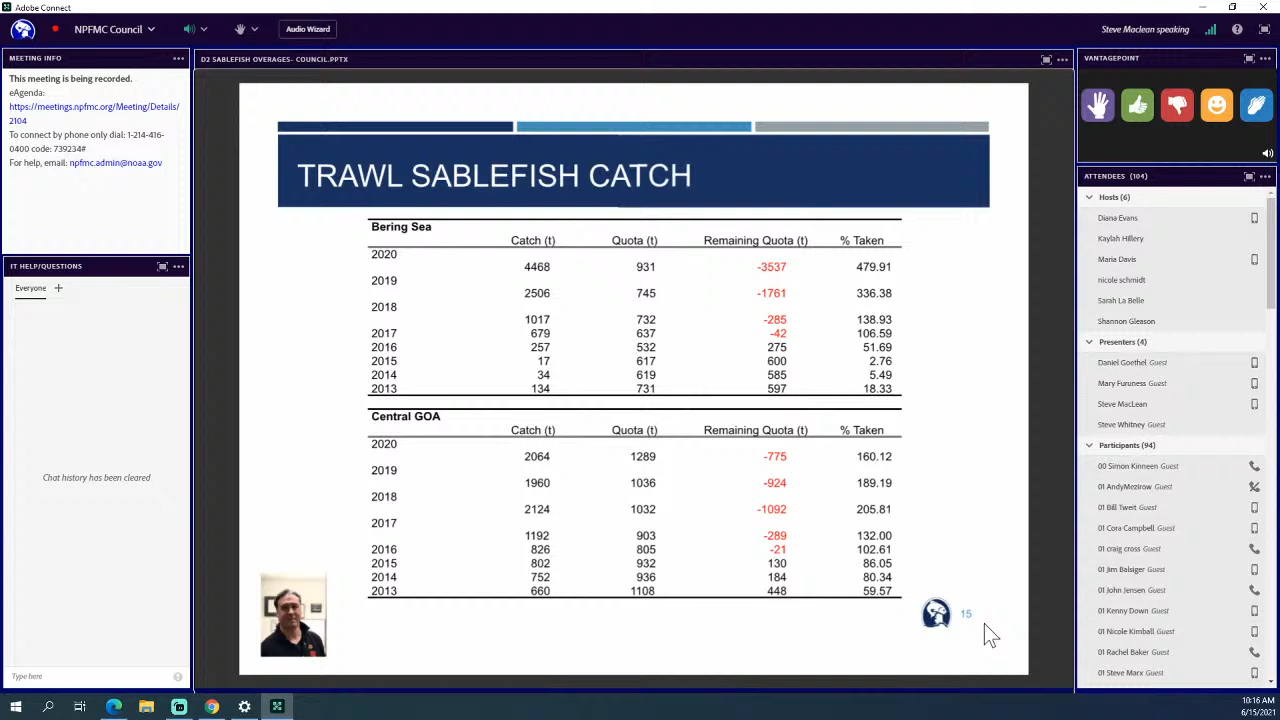 Adobe Connect
NPFMC Council
Audio Wizard
Steve Maclean speaking
MEETING INFO
This meeting is being recorded.
eAgenda:
https://meetings.npfmc.org/Meeting/Details/
2104
To connect by phone only dial: 1-214-416-
0400 code: 739234#
For help, email: npfmc.admin@noaa.gov
IT HELP/QUESTIONS
Everyone
Chat history has been cleared
Type here
D2 SABLEFISH OVERAGES- COUNCIL.PPTX
TRAWL SABLEFISH CATCH
Bering Sea
Catch (t) Quota (t) Remaining Quota (t) % Taken
2020
4468 931 -3537 479.91
2019
2506 745 -1761 336.38
2018
1017 732 -285 138.93
2017 679 637 -42 106.59
2016 257 532 275 51.69
2015 17 617 600 2.76
2014 34 619 585 5.49
2013 134 731 597 18.33
Central GOA
Catch (t) Quota (t) Remaining Quota (t) % Taken
2020
2064 1289 -775 160.12
2019
1960 1036 -924 189.19
2018
2124 1032 -1092 205.81
2017
1192 903 -289 132.00
2016 826 805 -21 102.61
2015 802 932 130 86.05
2014 752 936 184 80.34
2013 660 1108 448 59.57
15
VANTAGEPOINT
ATTENDEES (104)
Hosts (6)
Diana Evans
Kaylah Hillery
Maria Davis
nicole schmidt
Sarah La Belle
Shannon Gleason
Presenters (4)
Daniel Goethel Guest
Mary Furuness Guest
Steve MacLean
Steve Whitney Guest
Participants (94)
00 Simon Kinneen Guest
01 AndyMezirow Guest
01 Bill Tweit Guest
01 Cora Campbell Guest
01 craig cross Guest
01 Jim Balsiger Guest
01 John Jensen Guest
01 Kenny Down Guest
01 Nicole Kimball Guest
01 Rachel Baker Guest
01 Steve Marx Guest
10:16 AM
6/15/2021